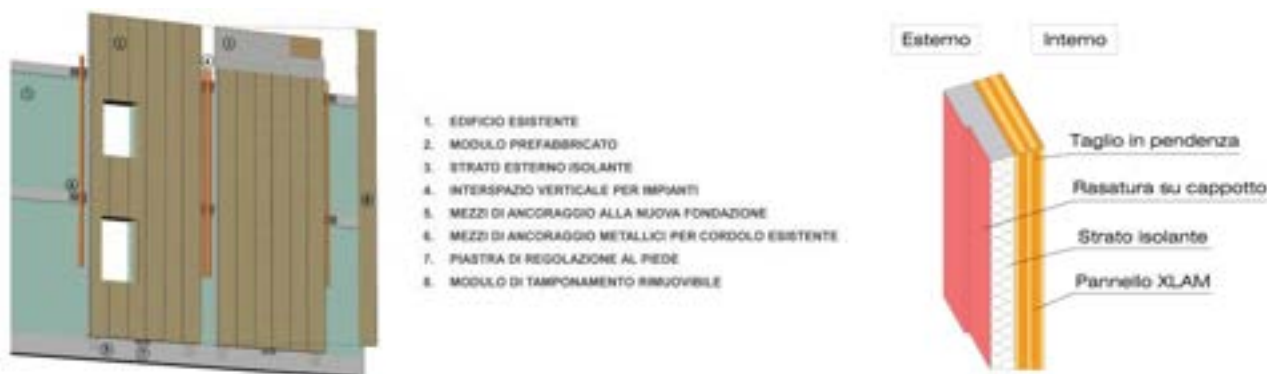 1. EDIFICIO ESISTENTE
2. MODULO PREFABBRICATO
3. STRATO ESTERNO ISOLANTE
4. INTERSPAZIO VERTICALE PER IMPIANTI
5. MEZZI DI ANCORAGGIO ALLA NUOVA FONDAZIONE
6. MEZZI DI ANCORAGGIO METALLICI PER CORDOLO ESISTENTE
7. PIASTRA DI REGOLAZIONE AL PIEDE
8. MODULO DI TAMPONAMENTO RIMUOVIBILE
Esterno Interno
Taglio in pendenza
Rasatura su cappotto
Strato isolante
Pannello XLAM